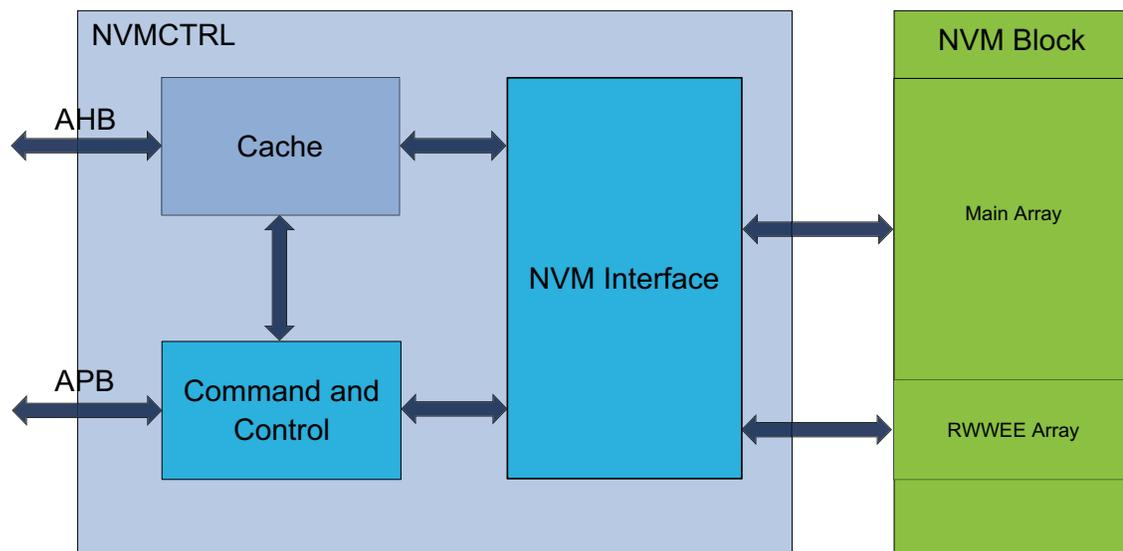 NVMCTRL
NVM Block
AHB
Cache
Main Array
NVM Interface
APB
Command and
Control
RWWEE Array